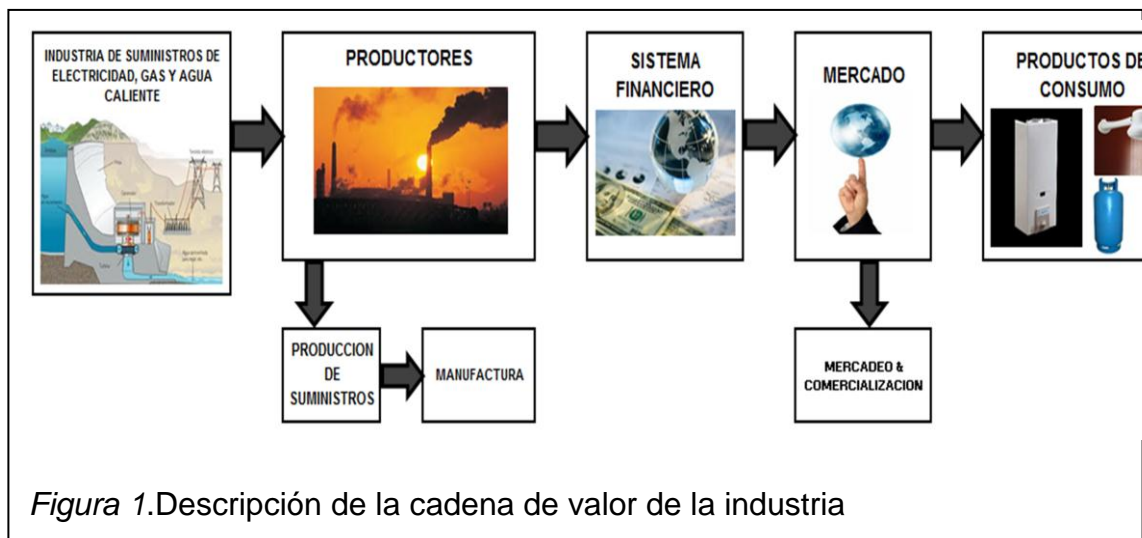 INDUSTRIA DE SUMINISTROS DE
ELECTRICIDAD, GAS Y AGUA
CALIENTE
PRODUCTORES
SISTEMA
FINANCIERO
MERCADO
PRODUCTOS DE
CONSUMO
PRODUCCION
DE
SUMINISTROS
MANUFACTURA
MERCADEO &
COMERCIALIZACION
Figura 1.Descripción de la cadena de valor de la industria